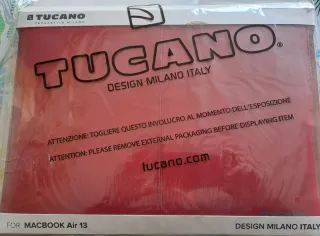 TUCANO
TUCANO®
DESIGN MILANO ITALY
ATTENZIONE: TOGLIERE QUESTO INVOLUCRO AL MOMENTO DELL'ESPOSIZIONE
ATTENTION: PLEASE REMOVE EXTERNAL PACKAGING BEFORE DISPLAYING ITEM
tucano.com
FOR MACBOOK Air 13
DESIGN MILANO ITALY